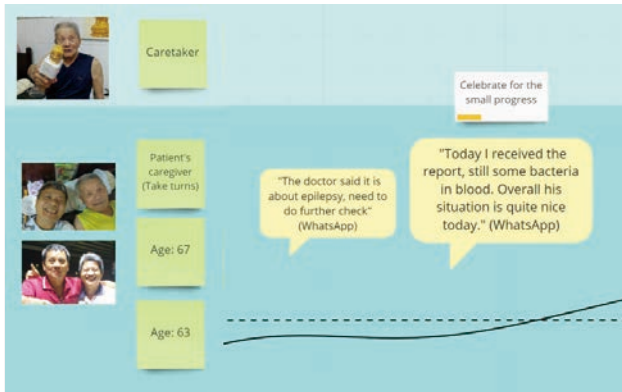 Caretaker
Celebrate for the
small progress
Patient's
caregiver
(Take turns)
"The doctor said it is
about epilepsy, need to
do further check"
(WhatsApp)
"Today I received the
report, still some bacteria
in blood. Overall his
situation is quite nice
today." (WhatsApp)
Age: 67
Age: 63